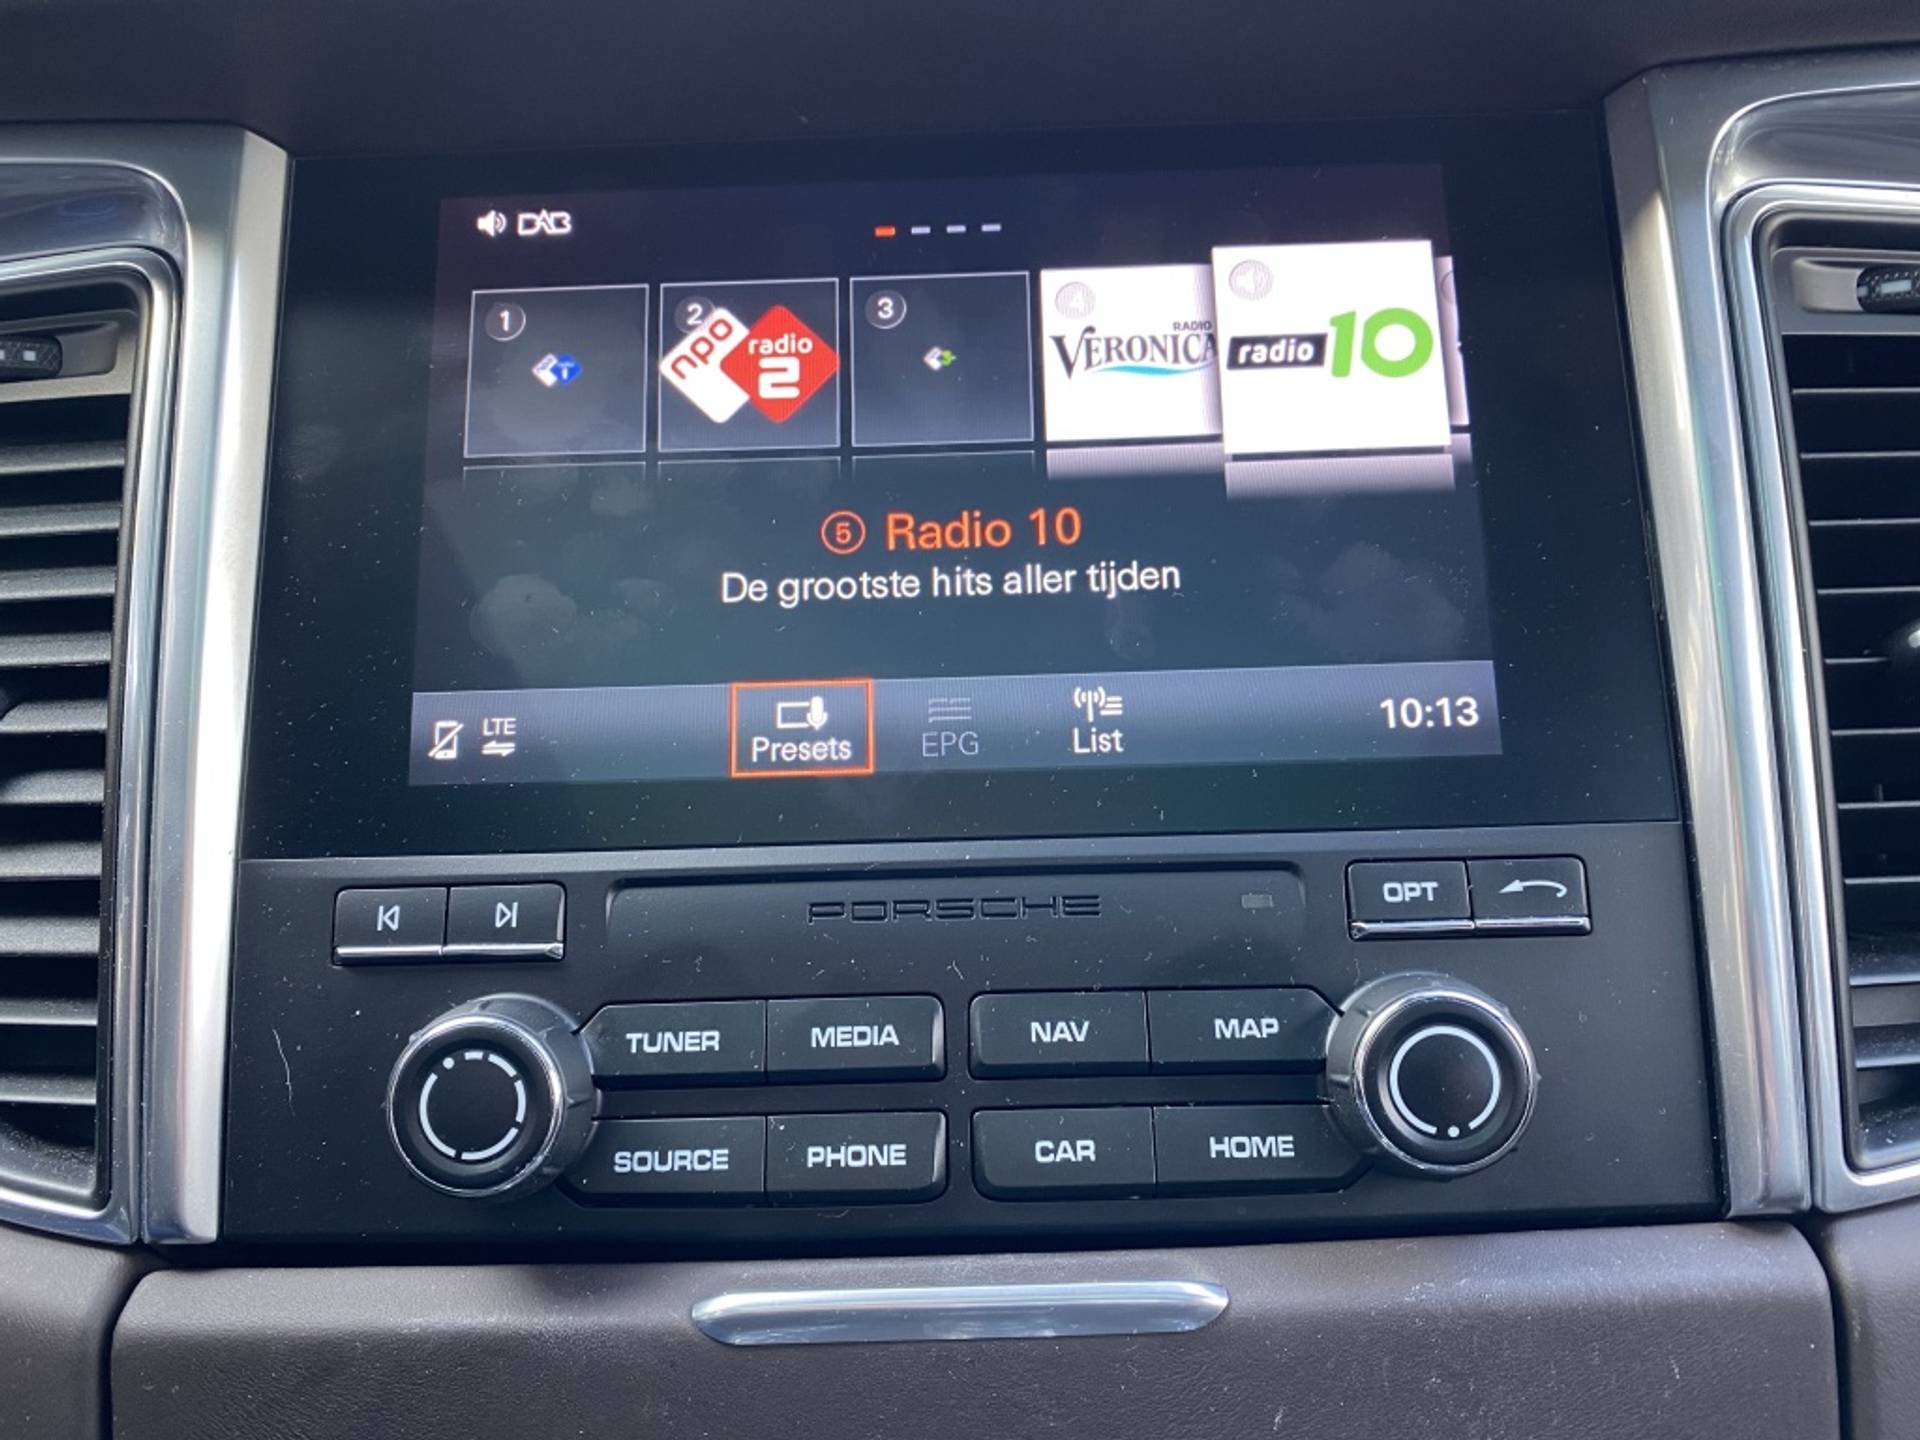 DAB
1
2
npo
radio
2
3
4
RADIO
VERONICA
radio 10
5 Radio 10
De grootste hits aller tijden
LTE
Presets
EPG
List
10:13
PORSCHE
OPT
TUNER
MEDIA
NAV
MAP
SOURCE
PHONE
CAR
HOME